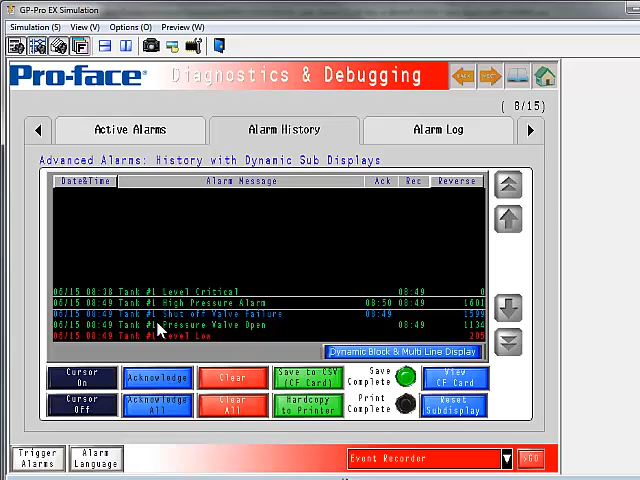 GP-Pro EX Simulation
Simulation (S) View (V) Options (O) Preview (W)
Pro-face Diagnostics & Debugging BACK NEXT
( 8/15)
Active Alarms Alarm History Alarm Log
Advanced Alarms: History with Dynamic Sub Displays
Date&Time Alarm Message Ack Rec Reverse
06/15 08:38 Tank #1 Level Critical 08:49 0
06/15 08:49 Tank #1 High Pressure Alarm 08:50 08:49 1601
06/15 08:49 Tank #1 Shut off Valve Failure 08:49 1599
06/15 08:49 Tank #1 Pressure Valve Open 08:49 1134
06/15 08:49 Tank #1 Level Low 205
Dynamic Block & Multi Line Display
Cursor On Acknowledge Clear Save to CSV (CF Card) Save Complete View CF Card
Cursor Off Acknowledge All Clear All Hardcopy to Printer Print Complete Reset Subdisplay
Trigger Alarms Alarm Language Event Recorder >GO